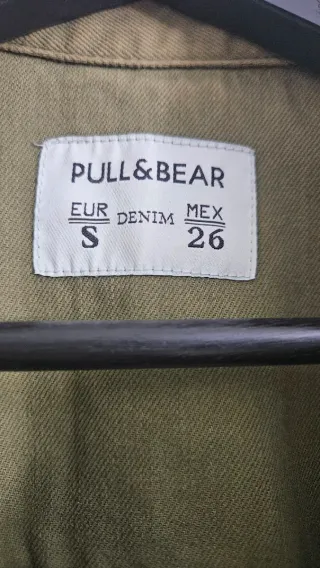 PULL&BEAR
EUR DENIM MEX
S 26